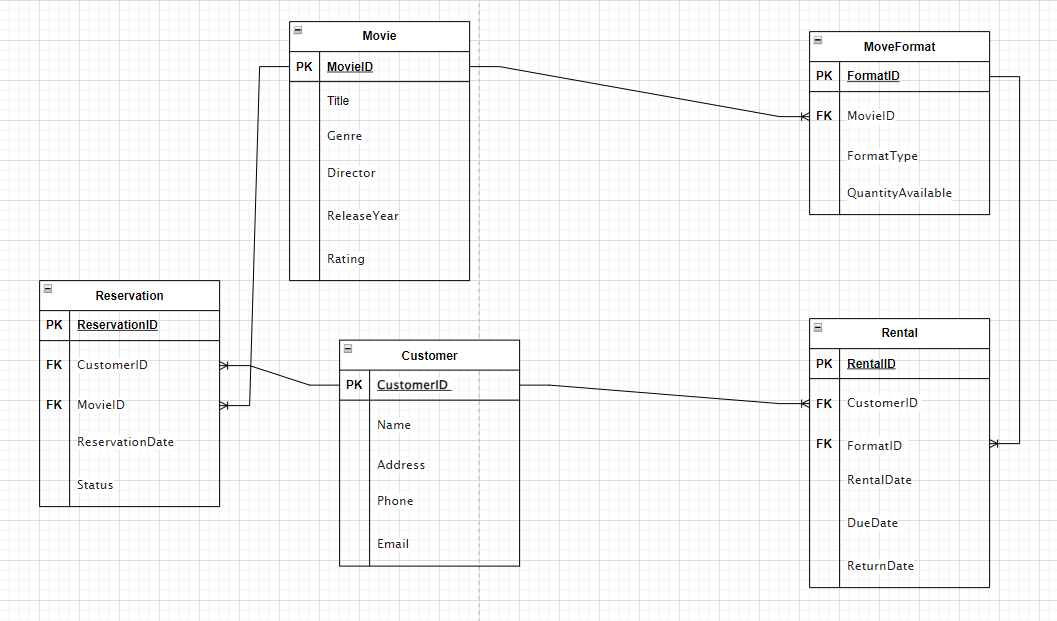 Movie
PK MovieID
Title
Genre
Director
ReleaseYear
Rating
MoveFormat
PK FormatID
FK MovieID
FormatType
QuantityAvailable
Reservation
PK ReservationID
FK CustomerID
FK MovieID
ReservationDate
Status
Customer
PK CustomerID
Name
Address
Phone
Email
Rental
PK RentalID
FK CustomerID
FK FormatID
RentalDate
DueDate
ReturnDate